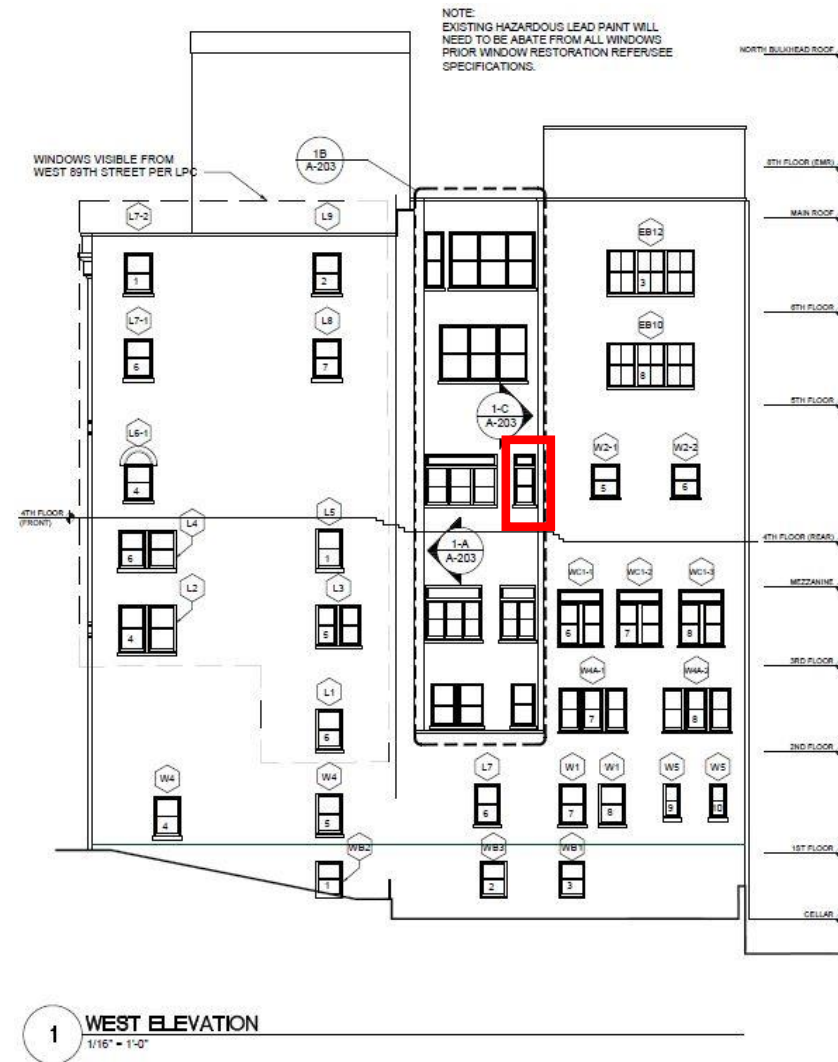 NOTE:
EXISTING HAZARDOUS LEAD PAINT WILL
NEED TO BE ABATE FROM ALL WINDOWS
PRIOR WINDOW RESTORATION REFER/SEE
SPECIFICATIONS.
NORTH BULKHEAD ROOF
WINDOWS VISIBLE FROM
WEST 89TH STREET PER LPC
1B
A-203
8TH FLOOR (EMR)
L7-2
L9
MAIN ROOF
EB12
1
2
3
L7-1
L8
6TH FLOOR
EB10
6
7
8
1-C
A-203
5TH FLOOR
L6-1
W2-1
W2-2
4
5
6
4TH FLOOR
(FRONT)
L4
L5
6
1
1-A
A-203
4TH FLOOR (REAR)
WC1-1
WC1-2
WC1-3
MEZZANINE
L2
L3
4
5
6
7
8
3RD FLOOR
W4A-1
W4A-2
L1
7
8
6
2ND FLOOR
W4
W4
L7
W1
W1
W5
W5
4
5
6
7
8
9
10
WB2
WB3
WB1
1ST FLOOR
1
2
3
CELLAR
1
WEST ELEVATION
1/16" = 1'-0"